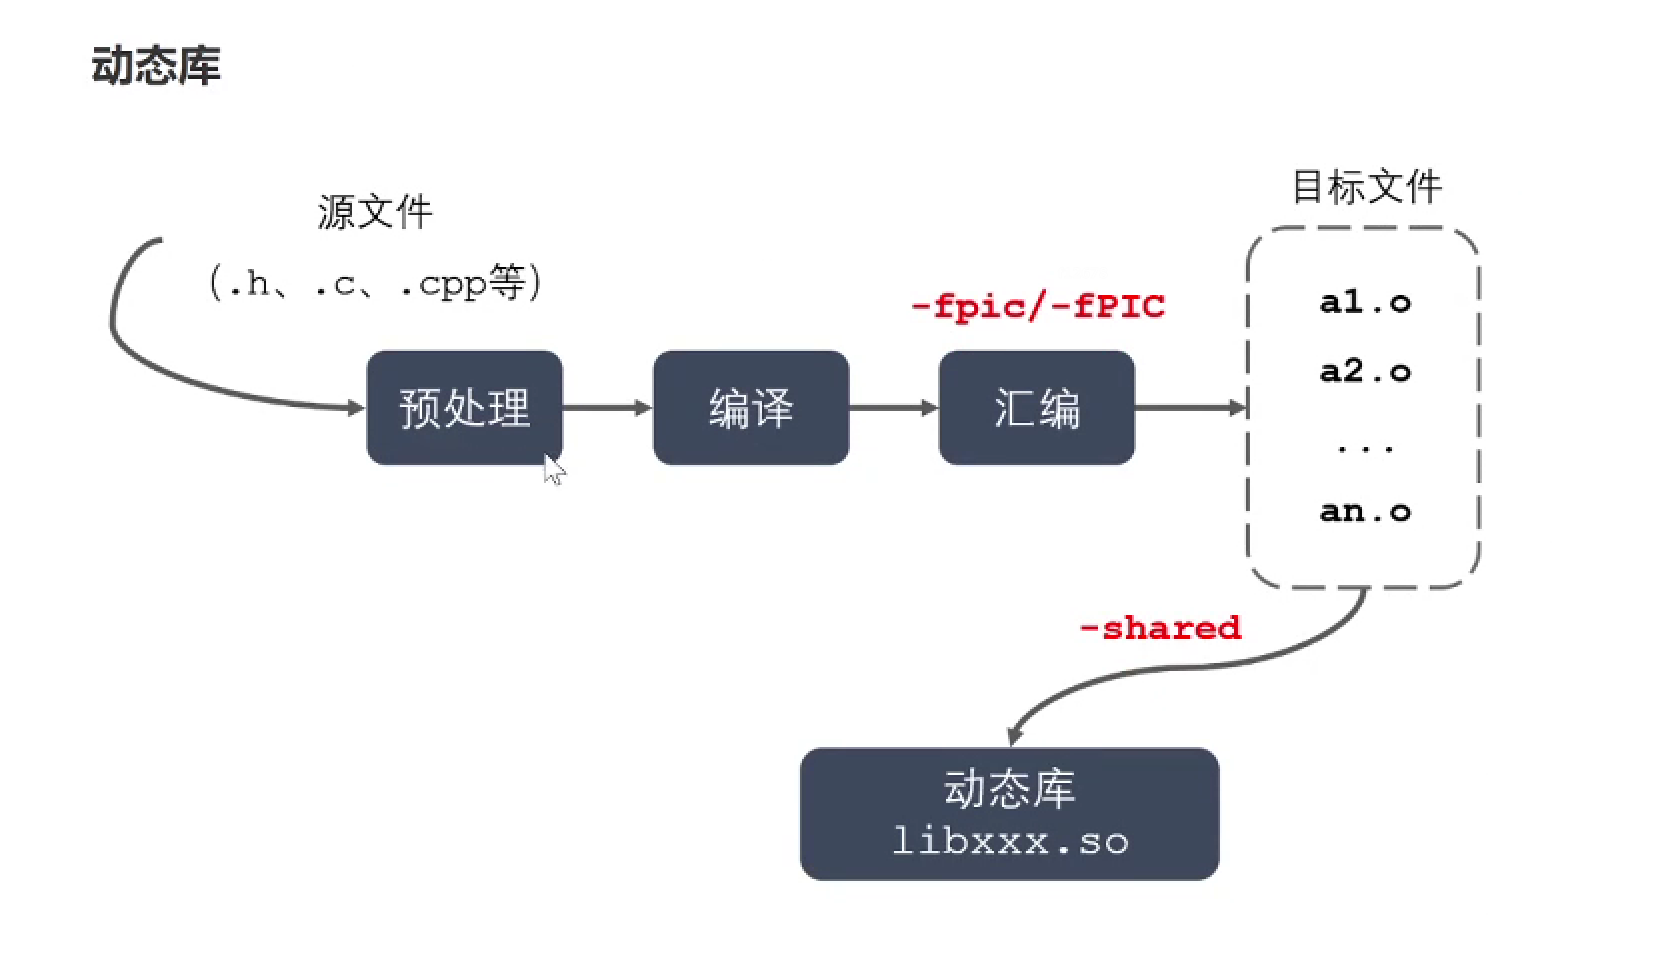 动态库
源文件
(.h、.c、.cpp等)
-fpic/-fPIC
预处理
编译
汇编
目标文件
a1.o
a2.o
...
an.o
-shared
动态库
libxxx.so